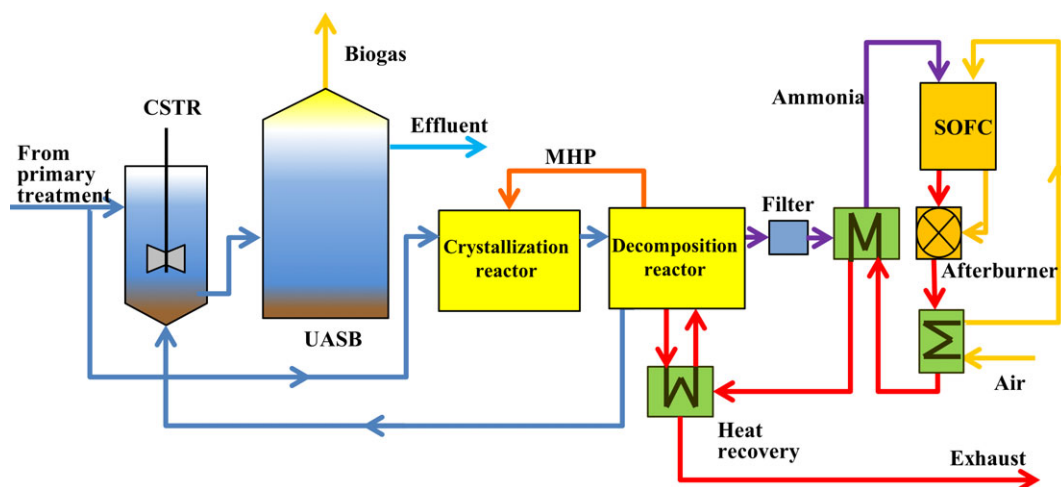 Biogas
CSTR
Ammonia
SOFC
Effluent
From
primary
treatment
MHP
Filter
Crystallization
reactor
Decomposition
reactor
Afterburner
UASB
Air
Heat
recovery
Exhaust